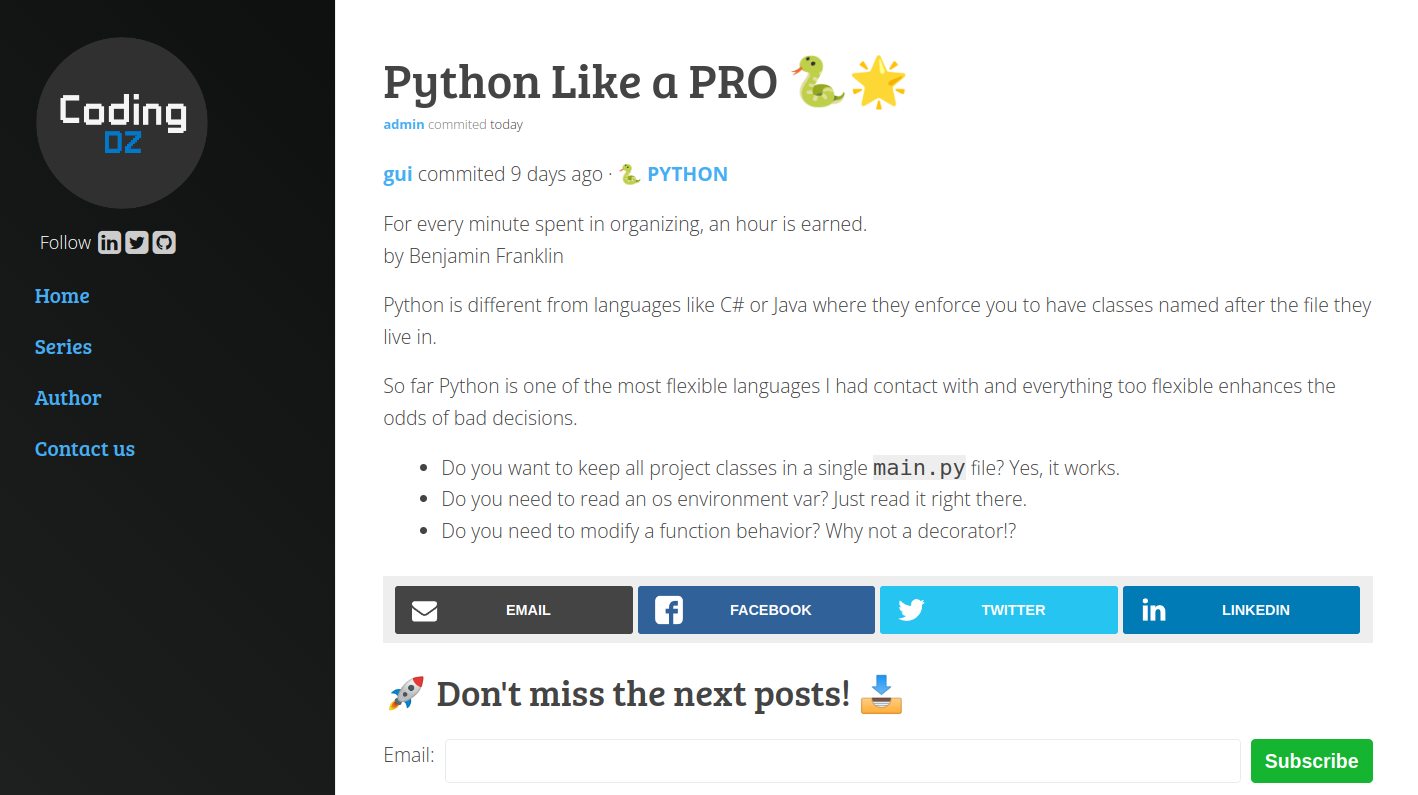 Coding
DZ
Follow
Home
Series
Author
Contact us
Python Like a PRO 🐍🌟
admin commited today
gui commited 9 days ago · 🐍 PYTHON
For every minute spent in organizing, an hour is earned.
by Benjamin Franklin
Python is different from languages like C# or Java where they enforce you to have classes named after the file they
live in.
So far Python is one of the most flexible languages I had contact with and everything too flexible enhances the
odds of bad decisions.
• Do you want to keep all project classes in a single main.py file? Yes, it works.
• Do you need to read an os environment var? Just read it right there.
• Do you need to modify a function behavior? Why not a decorator!?
EMAIL FACEBOOK TWITTER LINKEDIN
🚀 Don't miss the next posts! 📥
Email: Subscribe